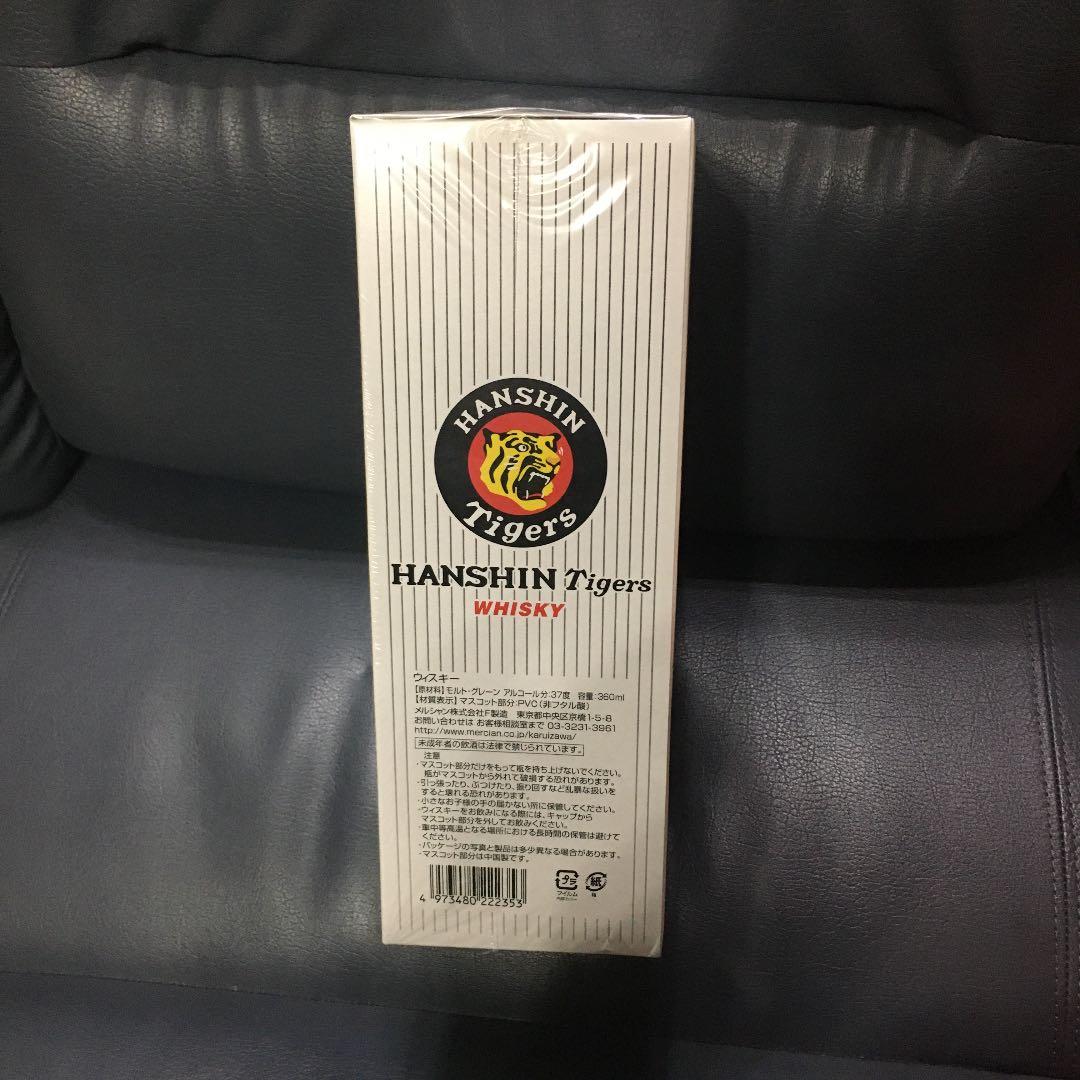 HANSHIN
Tigers
HANSHIN Tigers
WHISKY
ウィスキー
【原材料】モルト・グレーン アルコール分:37度 容量:360ml
【材質表示】マスコット部分:PVC(非フタル酸)
メルシャン株式会社F製造 東京都中央区京橋1-5-8
お問い合わせは お客様相談室まで 03-3231-3961
http://www.mercian.co.jp/karuizawa/
未成年者の飲酒は法律で禁じられています。
注意
・マスコット部分だけをもって瓶を持ち上げないでください。
瓶がマスコットから外れて破損する恐れがあります。
・引っ張ったり、ぶつけたり、振り回すなど乱暴な扱いを
すると壊れる恐れがあります。
・小さなお子様の手の届かない所に保管してください。
・ウィスキーをお飲みになる際には、キャップから
マスコット部分を外してお飲みください。
・車中等高温となる場所における長時間の保管は避けて
ください。
・パッケージの写真と製品は多少異なる場合があります。
・マスコット部分は中国製です。
プラ 紙
フィルム 箱
4 973480 222353